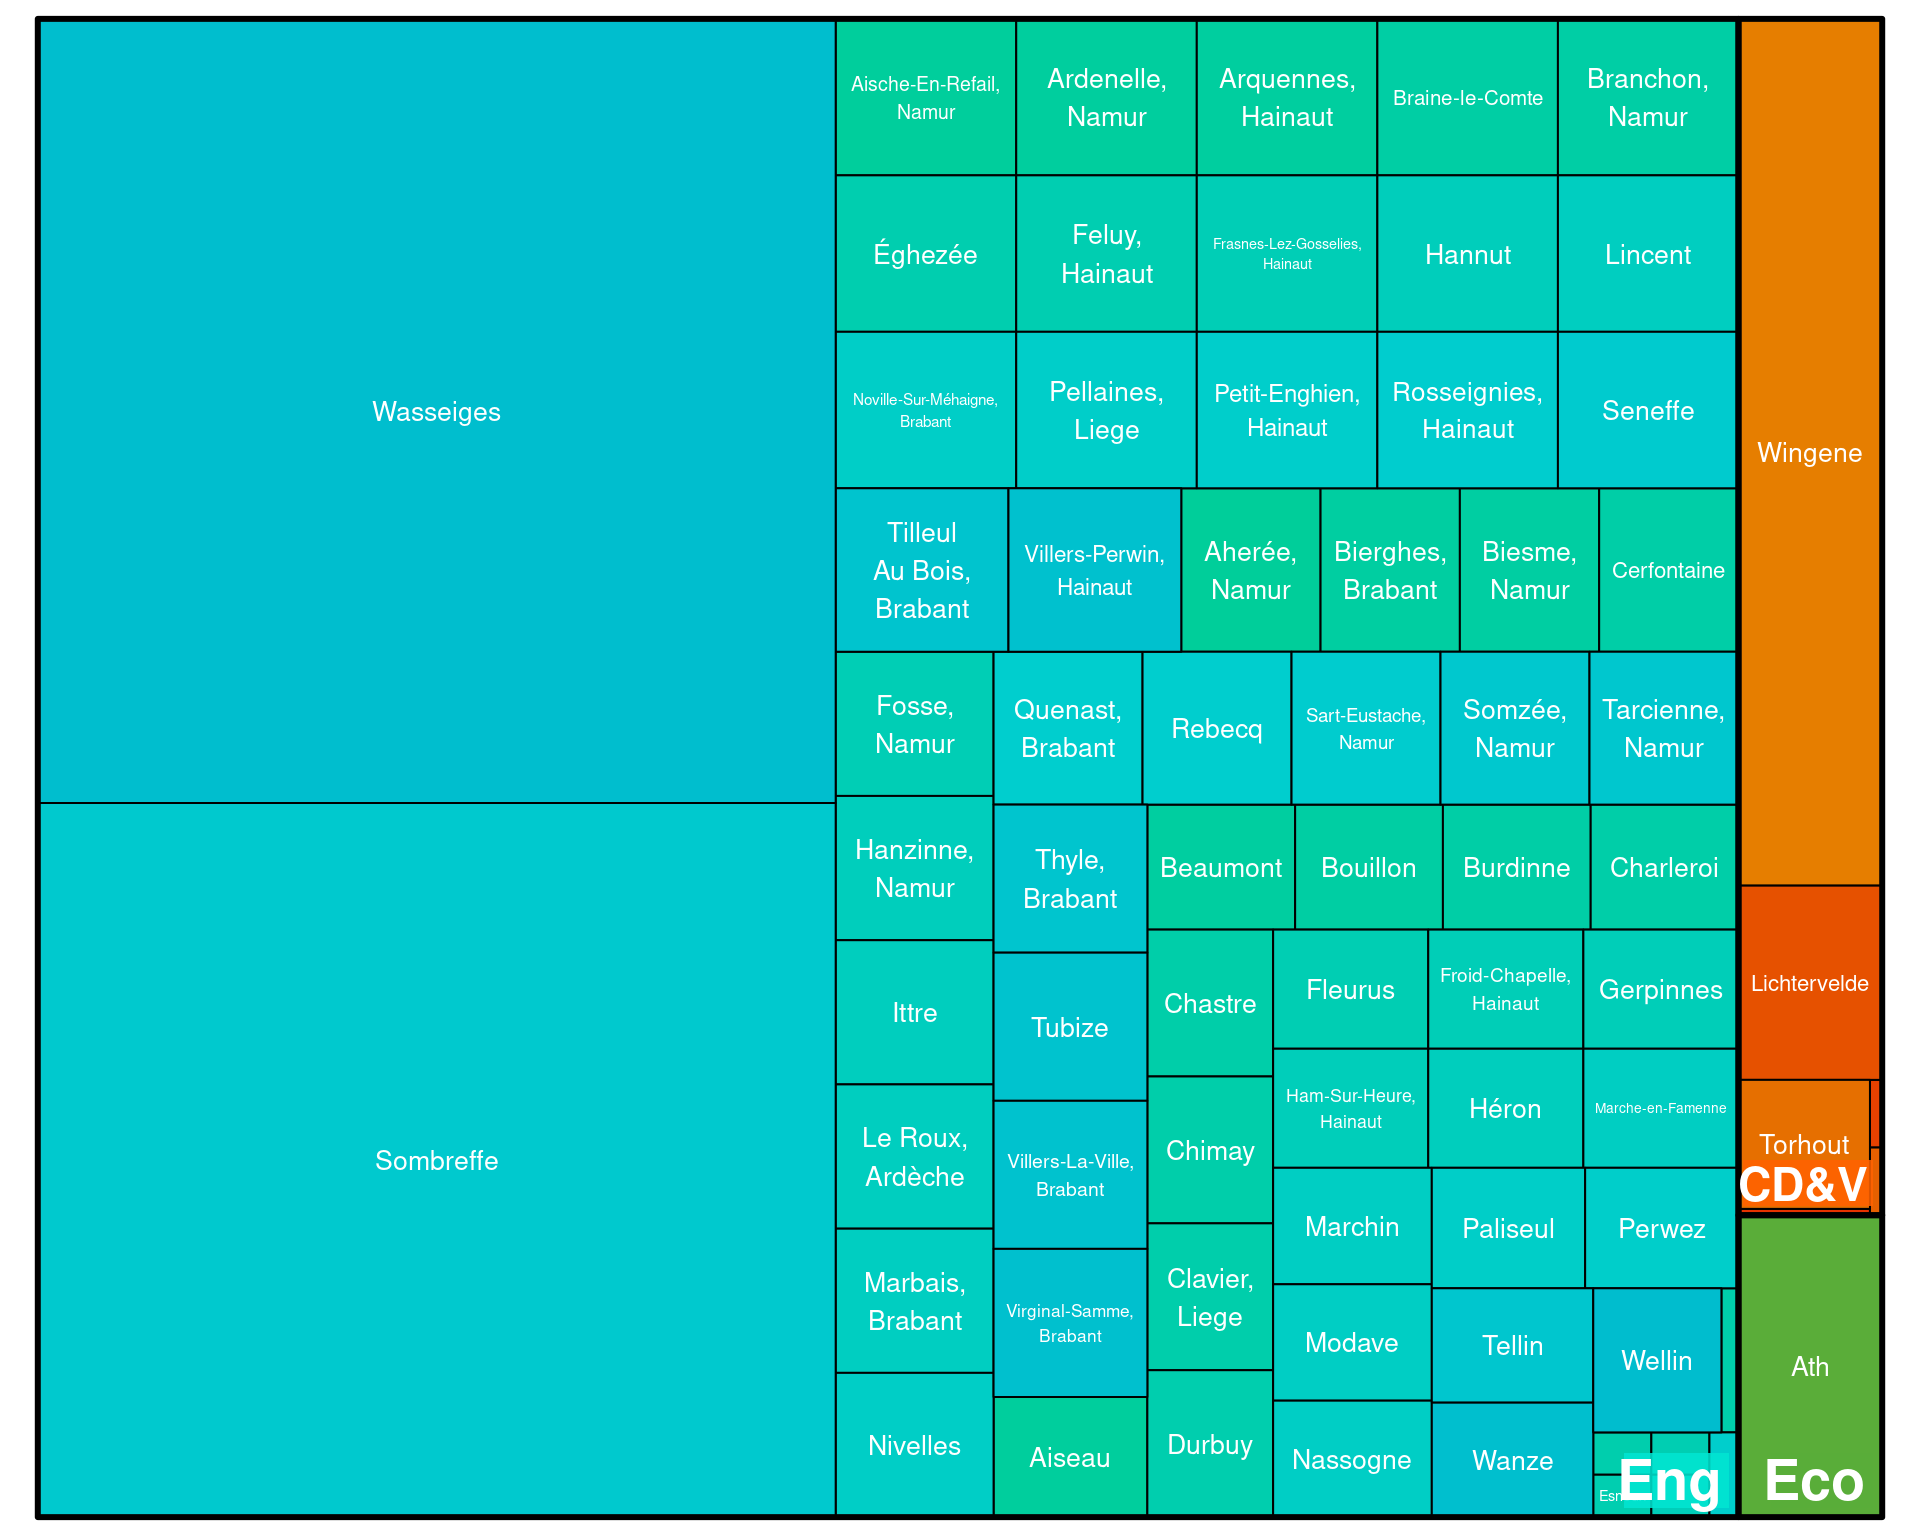 Wasseiges
Sombreffe
Aische-En-Refail,
Namur
Ardenelle,
Namur
Arquennes,
Hainaut
Braine-le-Comte
Branchon,
Namur
Éghezée
Feluy,
Hainaut
Frasnes-Lez-Gosselies,
Hainaut
Hannut
Lincent
Noville-Sur-Méhaigne,
Brabant
Pellaines,
Liege
Petit-Enghien,
Hainaut
Rosseignies,
Hainaut
Seneffe
Tilleul
Au Bois,
Brabant
Villers-Perwin,
Hainaut
Aherée,
Namur
Bierghes,
Brabant
Biesme,
Namur
Cerfontaine
Fosse,
Namur
Quenast,
Brabant
Rebecq
Sart-Eustache,
Namur
Somzée,
Namur
Tarcienne,
Namur
Hanzinne,
Namur
Ittre
Le Roux,
Ardèche
Marbais,
Brabant
Nivelles
Thyle,
Brabant
Tubize
Villers-La-Ville,
Brabant
Virginal-Samme,
Brabant
Aiseau
Beaumont
Bouillon
Burdinne
Charleroi
Chastre
Chimay
Clavier,
Liege
Durbuy
Fleurus
Froid-Chapelle,
Hainaut
Gerpinnes
Ham-Sur-Heure,
Hainaut
Héron
Marche-en-Famenne
Marchin
Paliseul
Perwez
Modave
Tellin
Wellin
Nassogne
Wanze
Eng
Wingene
Lichtervelde
Torhout
CD&V
Ath
Eco